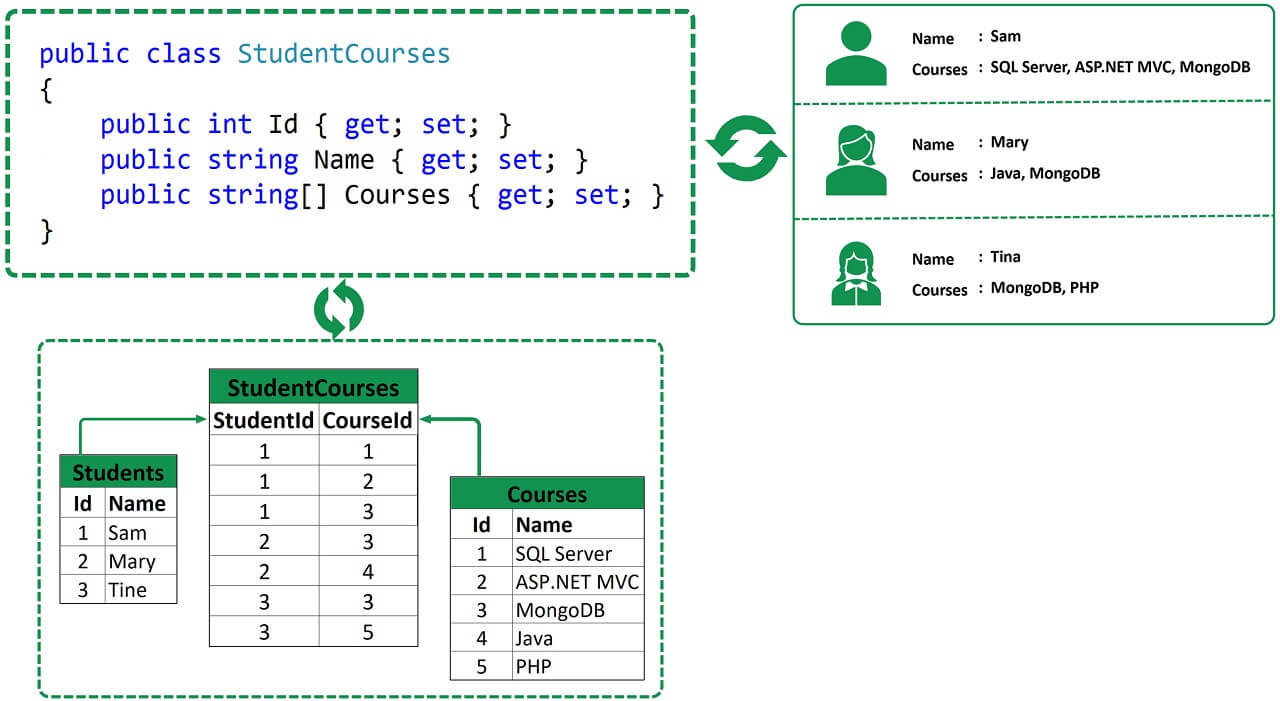 public class StudentCourses
{
public int Id { get; set; }
public string Name { get; set; }
public string[] Courses { get; set; }
}
Name : Sam
Courses : SQL Server, ASP.NET MVC, MongoDB
Name : Mary
Courses : Java, MongoDB
Name : Tina
Courses : MongoDB, PHP
Students
Id Name
1 Sam
2 Mary
3 Tine
StudentCourses
StudentId CourseId
1 1
1 2
1 3
2 3
2 4
3 3
3 5
Courses
Id Name
1 SQL Server
2 ASP.NET MVC
3 MongoDB
4 Java
5 PHP